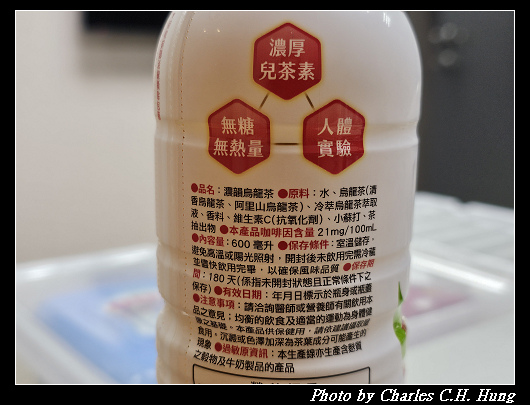 濃厚
兒茶素
無糖
無熱量
人體
實驗
●品名：濃韻烏龍茶 ●原料：水、烏龍茶(清
香烏龍茶、阿里山烏龍茶)、冷萃烏龍茶萃取
液、香料、維生素C(抗氧化劑)、小蘇打、茶
抽出物 ●本產品咖啡因含量 21mg/100mL
●內容量：600 毫升 ●保存條件：室溫儲存，
避免高溫或陽光照射，開封後未飲用完需冷藏
並儘快飲用完畢，以確保風味品質 ●保存期
間：180 天(係指未開封狀態且正常條件下之
保存) ●有效日期：年月日標示於瓶身或瓶蓋
●注意事項：請洽詢醫師或營養師有關飲用本
品之意見；均衡的飲食及適當的運動為身體健
康之基礎。本產品供保健用，請依建議攝取量
食用。沉澱或色澤加深為茶葉成分可能產生的
現象 ●過敏原資訊：本生產線亦生產含麩質
之穀物及牛奶製品的產品
Photo by Charles C.H. Hung